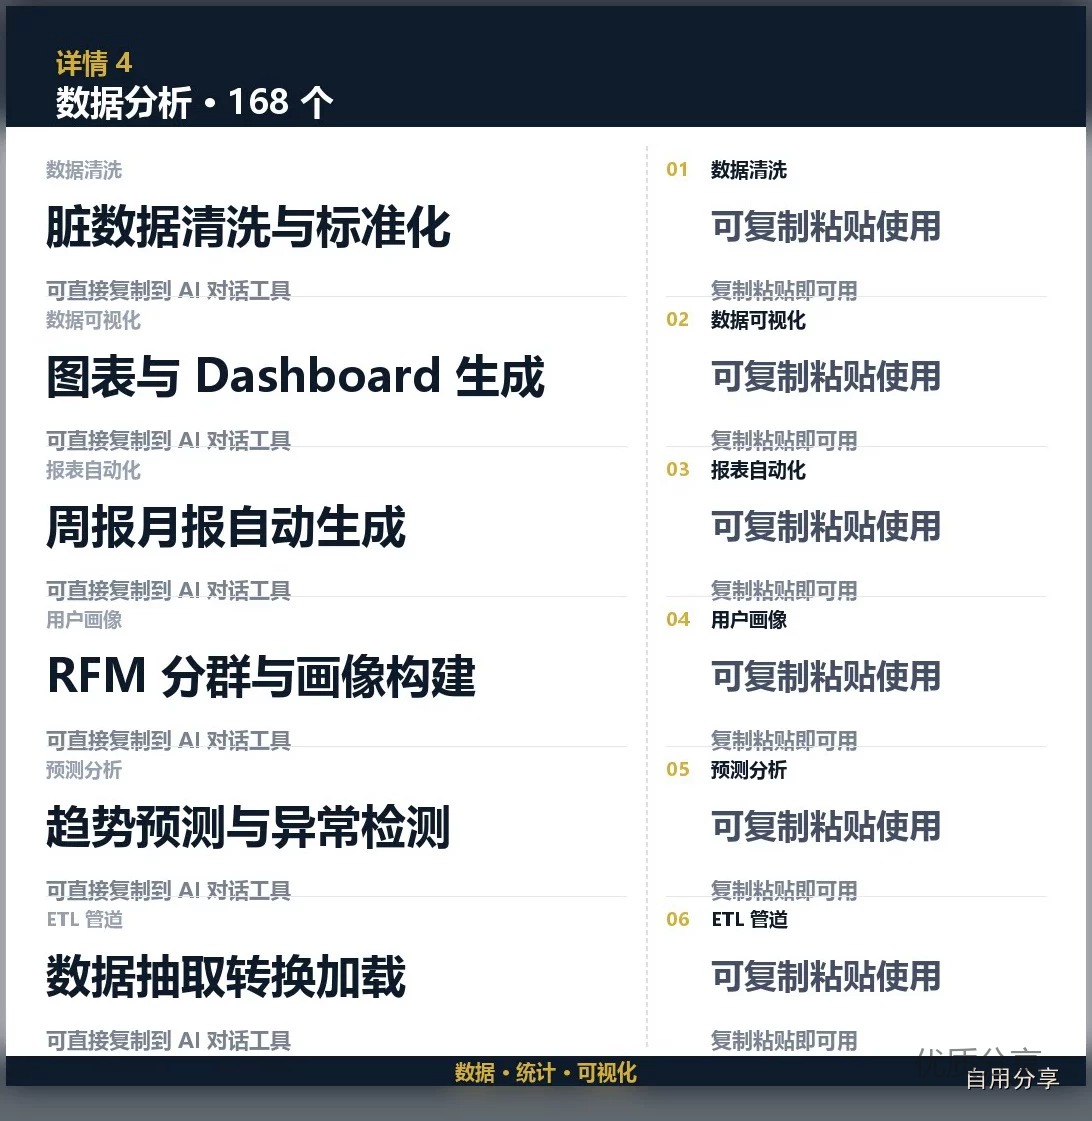 详情 4
数据分析 · 168 个
数据清洗
脏数据清洗与标准化
可直接复制到 AI 对话工具
数据可视化
图表与 Dashboard 生成
可直接复制到 AI 对话工具
报表自动化
周报月报自动生成
可直接复制到 AI 对话工具
用户画像
RFM 分群与画像构建
可直接复制到 AI 对话工具
预测分析
趋势预测与异常检测
可直接复制到 AI 对话工具
ETL 管道
数据抽取转换加载
可直接复制到 AI 对话工具
01 数据清洗
可复制粘贴使用
复制粘贴即可用
02 数据可视化
可复制粘贴使用
复制粘贴即可用
03 报表自动化
可复制粘贴使用
复制粘贴即可用
04 用户画像
可复制粘贴使用
复制粘贴即可用
05 预测分析
可复制粘贴使用
复制粘贴即可用
06 ETL 管道
可复制粘贴使用
复制粘贴即可用
数据 · 统计 · 可视化
优质分享
自用分享